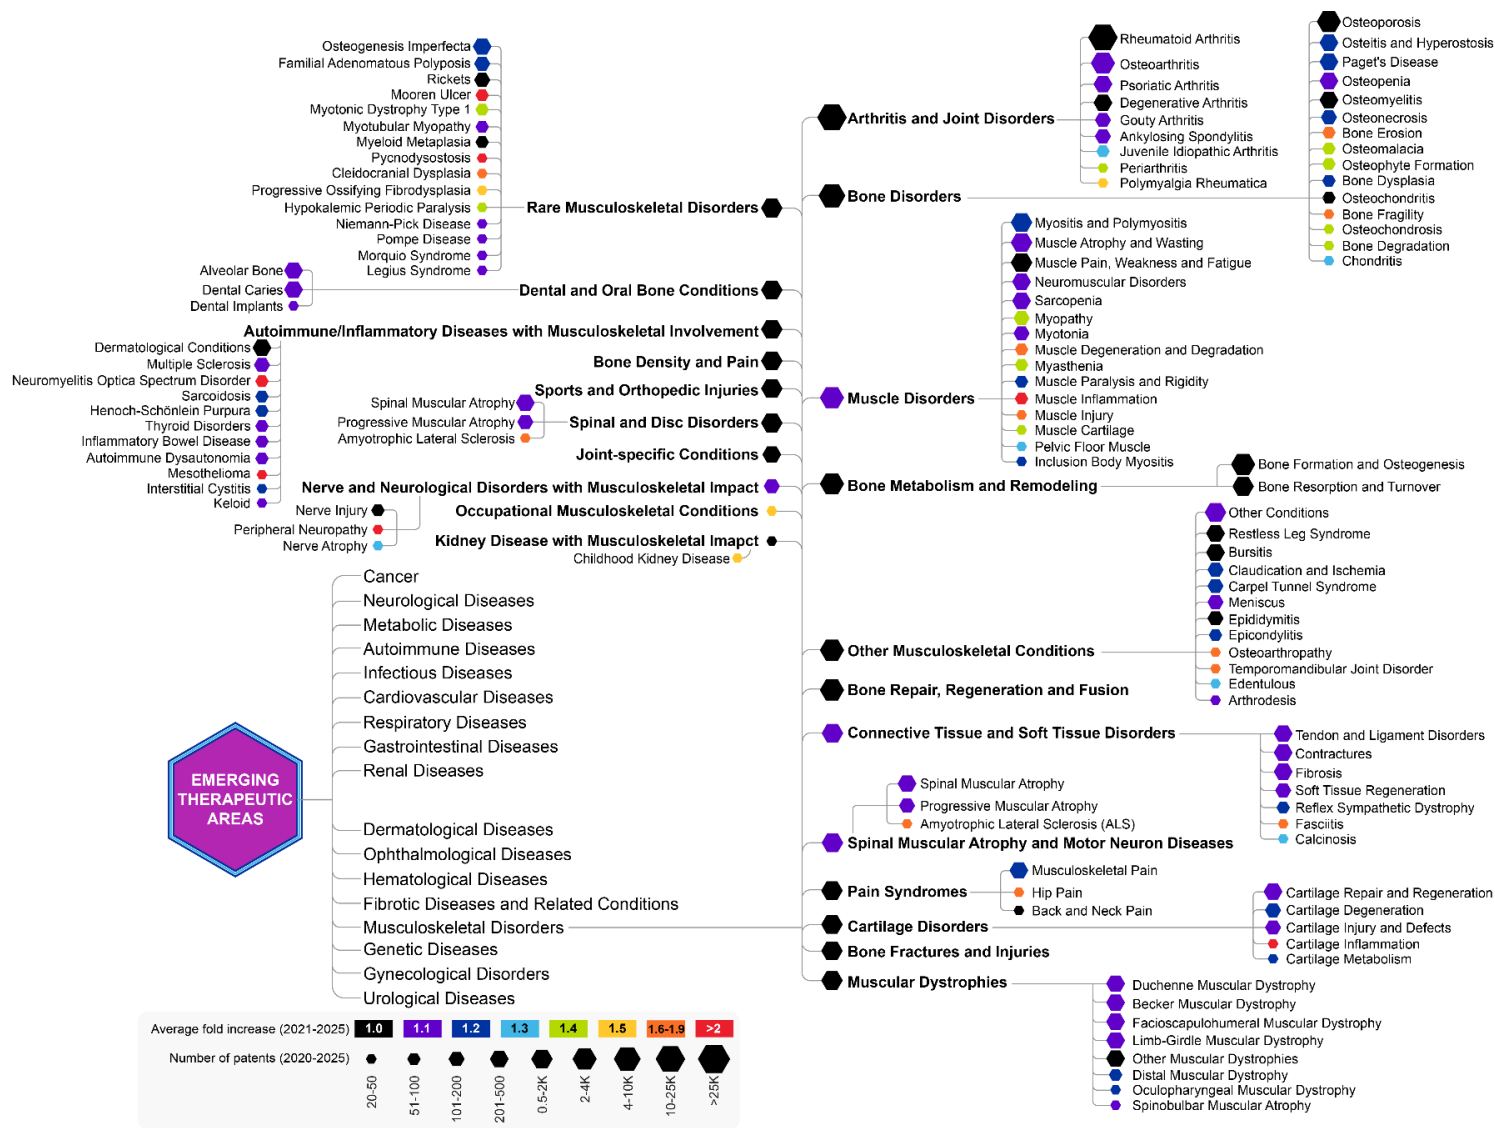 Osteogenesis Imperfecta
Familial Adenomatous Polyposis
Rickets
Mooren Ulcer
Myotonic Dystrophy Type 1
Myotubular Myopathy
Myeloid Metaplasia
Pycnodysostosis
Cleidocranial Dysplasia
Progressive Ossifying Fibrodysplasia
Hypokalemic Periodic Paralysis
Niemann-Pick Disease
Pompe Disease
Morquio Syndrome
Legius Syndrome
Rare Musculoskeletal Disorders
Alveolar Bone
Dental Caries
Dental Implants
Dental and Oral Bone Conditions
Autoimmune/Inflammatory Diseases with Musculoskeletal Involvement
Dermatological Conditions
Multiple Sclerosis
Neuromyelitis Optica Spectrum Disorder
Sarcoidosis
Henoch-Schönlein Purpura
Thyroid Disorders
Inflammatory Bowel Disease
Autoimmune Dysautonomia
Mesothelioma
Interstitial Cystitis
Keloid
Bone Density and Pain
Sports and Orthopedic Injuries
Spinal Muscular Atrophy
Progressive Muscular Atrophy
Amyotrophic Lateral Sclerosis
Spinal and Disc Disorders
Joint-specific Conditions
Nerve and Neurological Disorders with Musculoskeletal Impact
Nerve Injury
Peripheral Neuropathy
Nerve Atrophy
Occupational Musculoskeletal Conditions
Kidney Disease with Musculoskeletal Imapct
Childhood Kidney Disease
Arthritis and Joint Disorders
Rheumatoid Arthritis
Osteoarthritis
Psoriatic Arthritis
Degenerative Arthritis
Gouty Arthritis
Ankylosing Spondylitis
Juvenile Idiopathic Arthritis
Periarthritis
Polymyalgia Rheumatica
Bone Disorders
Osteoporosis
Osteitis and Hyperostosis
Paget's Disease
Osteopenia
Osteomyelitis
Osteonecrosis
Bone Erosion
Osteomalacia
Osteophyte Formation
Bone Dysplasia
Osteochondritis
Bone Fragility
Osteochondrosis
Bone Degradation
Chondritis
Muscle Disorders
Myositis and Polymyositis
Muscle Atrophy and Wasting
Muscle Pain, Weakness and Fatigue
Neuromuscular Disorders
Sarcopenia
Myopathy
Myotonia
Muscle Degeneration and Degradation
Myasthenia
Muscle Paralysis and Rigidity
Muscle Inflammation
Muscle Injury
Muscle Cartilage
Pelvic Floor Muscle
Inclusion Body Myositis
Bone Metabolism and Remodeling
Bone Formation and Osteogenesis
Bone Resorption and Turnover
Other Musculoskeletal Conditions
Other Conditions
Restless Leg Syndrome
Bursitis
Claudication and Ischemia
Carpel Tunnel Syndrome
Meniscus
Epididymitis
Epicondylitis
Osteoarthropathy
Temporomandibular Joint Disorder
Edentulous
Arthrodesis
Bone Repair, Regeneration and Fusion
Connective Tissue and Soft Tissue Disorders
Tendon and Ligament Disorders
Contractures
Fibrosis
Soft Tissue Regeneration
Reflex Sympathetic Dystrophy
Fasciitis
Calcinosis
Spinal Muscular Atrophy
Progressive Muscular Atrophy
Amyotrophic Lateral Sclerosis (ALS)
Spinal Muscular Atrophy and Motor Neuron Diseases
Pain Syndromes
Musculoskeletal Pain
Hip Pain
Back and Neck Pain
Cartilage Disorders
Cartilage Repair and Regeneration
Cartilage Degeneration
Cartilage Injury and Defects
Cartilage Inflammation
Cartilage Metabolism
Bone Fractures and Injuries
Muscular Dystrophies
Duchenne Muscular Dystrophy
Becker Muscular Dystrophy
Facioscapulohumeral Muscular Dystrophy
Limb-Girdle Muscular Dystrophy
Other Muscular Dystrophies
Distal Muscular Dystrophy
Oculopharyngeal Muscular Dystrophy
Spinobulbar Muscular Atrophy
EMERGING
THERAPEUTIC
AREAS
Cancer
Neurological Diseases
Metabolic Diseases
Autoimmune Diseases
Infectious Diseases
Cardiovascular Diseases
Respiratory Diseases
Gastrointestinal Diseases
Renal Diseases
Dermatological Diseases
Ophthalmological Diseases
Hematological Diseases
Fibrotic Diseases and Related Conditions
Musculoskeletal Disorders
Genetic Diseases
Gynecological Disorders
Urological Diseases
Average fold increase (2021-2025) 1.0 1.1 1.2 1.3 1.4 1.5 1.6-1.9 >2
Number of patents (2020-2025)
20-50 51-100 101-200 201-500 0.5-2K 2-4K 4-10K 10-25K >25K